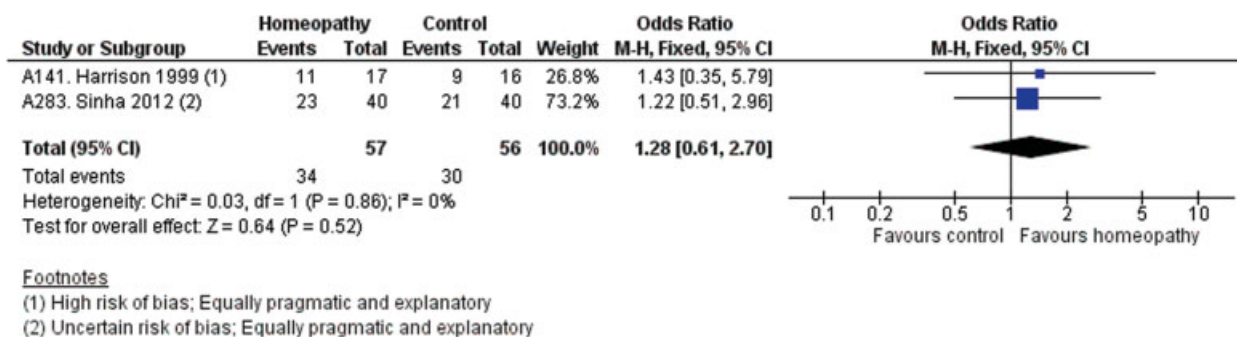 Homeopathy Control Odds Ratio Odds Ratio
Study or Subgroup Events Total Events Total Weight M-H, Fixed, 95% CI M-H, Fixed, 95% CI
A141. Harrison 1999 (1) 11 17 9 16 26.8% 1.43 [0.35, 5.79]
A283. Sinha 2012 (2) 23 40 21 40 73.2% 1.22 [0.51, 2.96]
Total (95% CI) 57 56 100.0% 1.28 [0.61, 2.70]
Total events 34 30
Heterogeneity: Chi² = 0.03, df = 1 (P = 0.86); I² = 0%
Test for overall effect: Z = 0.64 (P = 0.52)
0.1 0.2 0.5 1 2 5 10
Favours control Favours homeopathy
Footnotes
(1) High risk of bias; Equally pragmatic and explanatory
(2) Uncertain risk of bias; Equally pragmatic and explanatory